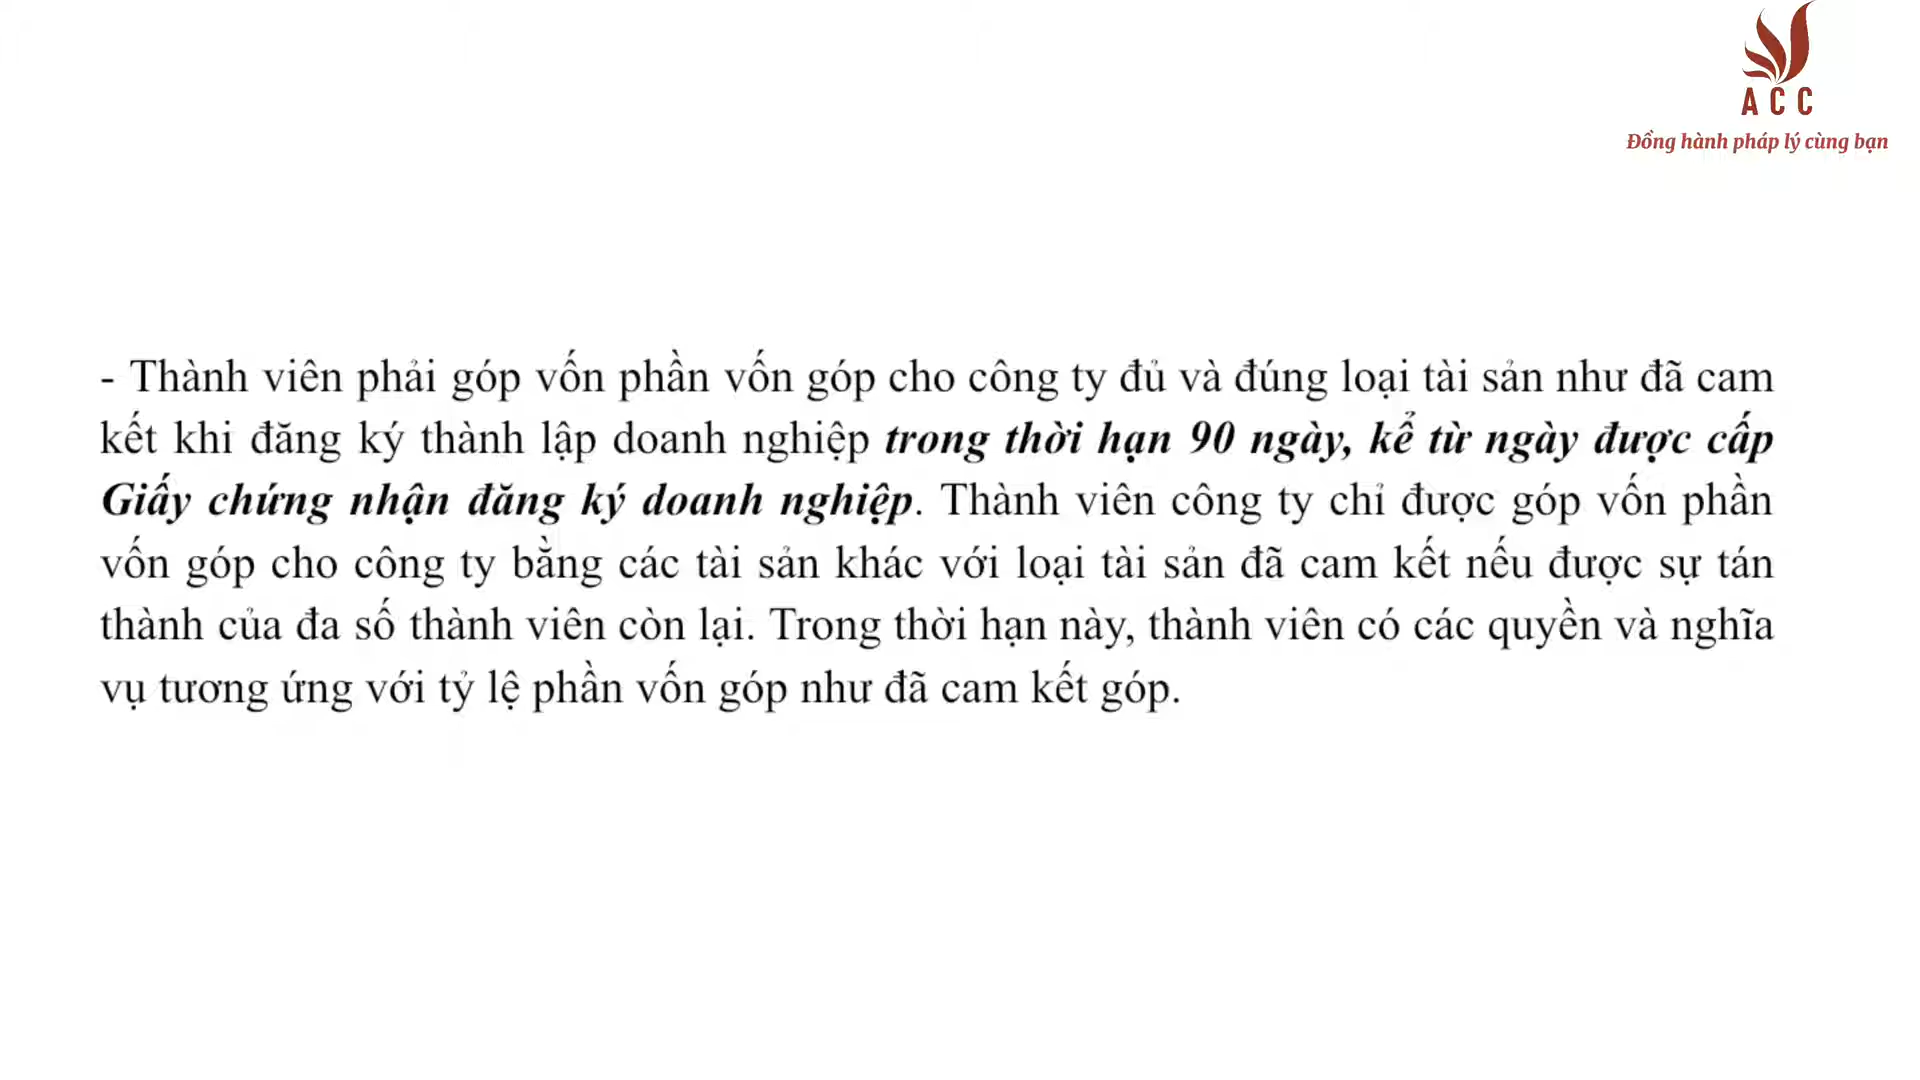 ACC
Đồng hành pháp lý cùng bạn
- Thành viên phải góp vốn phần vốn góp cho công ty đủ và đúng loại tài sản như đã cam
kết khi đăng ký thành lập doanh nghiệp trong thời hạn 90 ngày, kể từ ngày được cấp
Giấy chứng nhận đăng ký doanh nghiệp. Thành viên công ty chỉ được góp vốn phần
vốn góp cho công ty bằng các tài sản khác với loại tài sản đã cam kết nếu được sự tán
thành của đa số thành viên còn lại. Trong thời hạn này, thành viên có các quyền và nghĩa
vụ tương ứng với tỷ lệ phần vốn góp như đã cam kết góp.